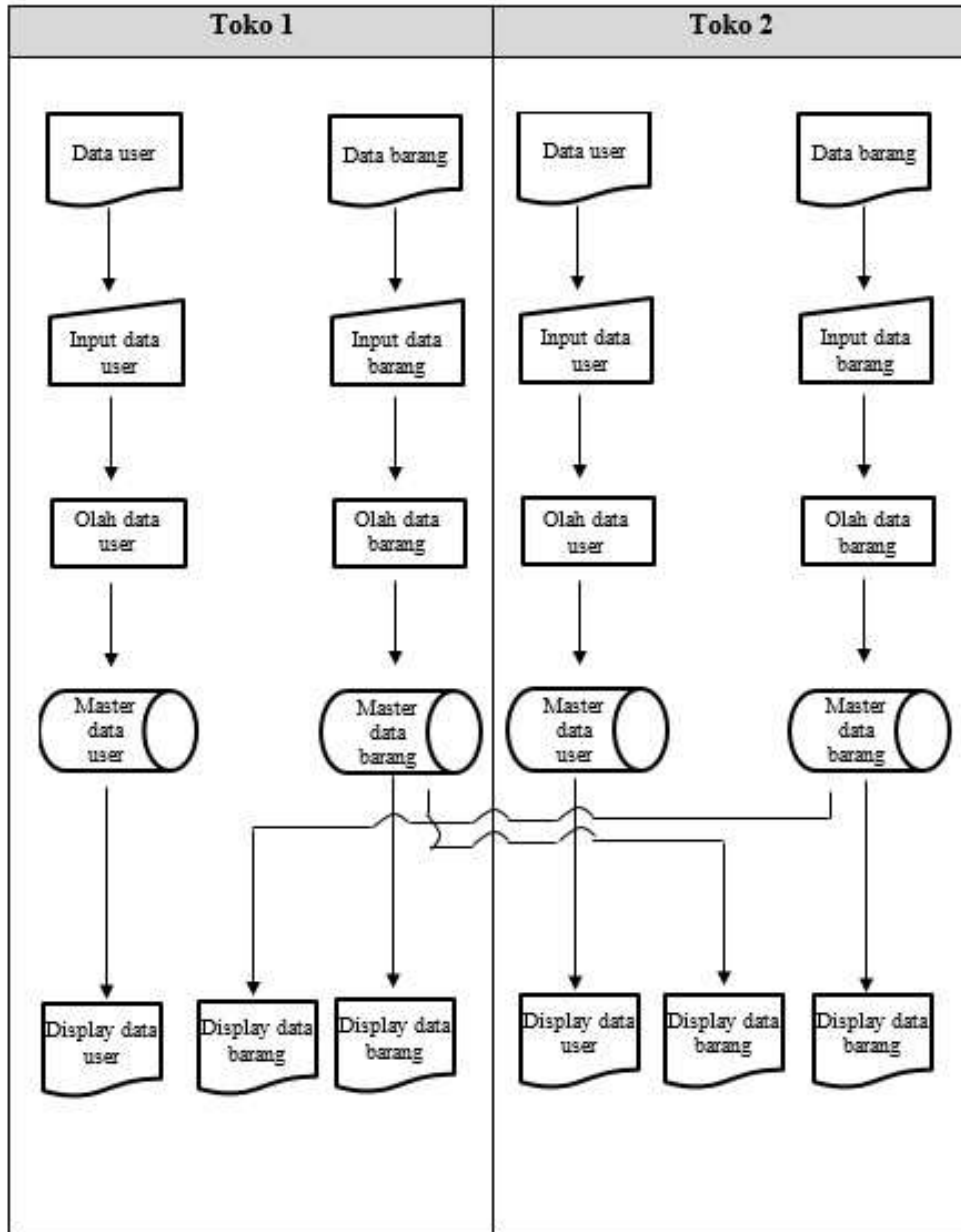 Toko 1
Toko 2
Data user
Data barang
Data user
Data barang
Input data
user
Input data
barang
Input data
user
Input data
barang
Olah data
user
Olah data
barang
Olah data
user
Olah data
barang
Master
data
user
Master
data
barang
Master
data
user
Master
data
barang
Display data
user
Display data
barang
Display data
barang
Display data
user
Display data
barang
Display data
barang